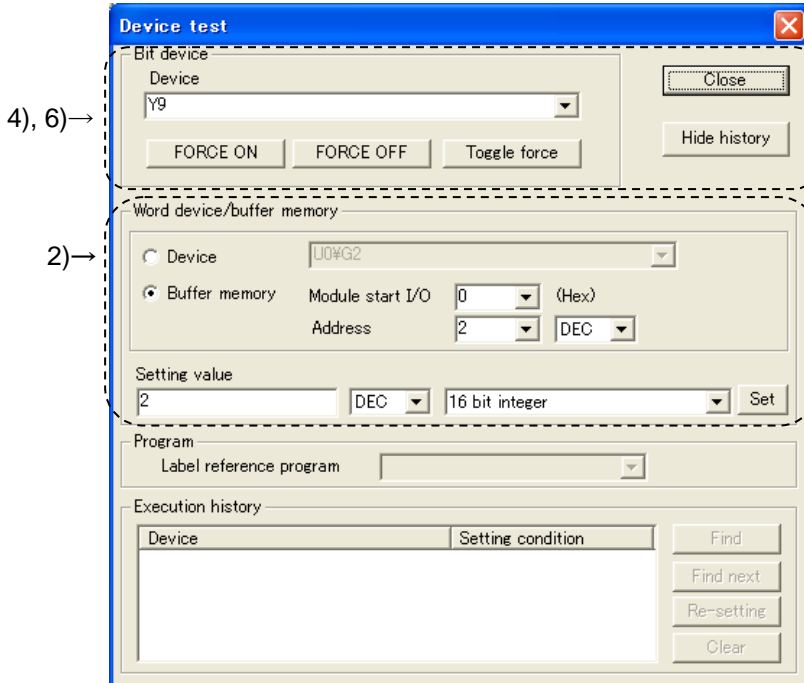 Device test
Bit device
Device
Close
Y9
4), 6)→
FORCE ON FORCE OFF Toggle force Hide history
Word device/buffer memory
2)→
Device U0¥G2
Buffer memory Module start I/O 0 (Hex)
Address 2 DEC
Setting value
2 DEC 16 bit integer Set
Program
Label reference program
Execution history
Device Setting condition Find
Find next
Re-setting
Clear